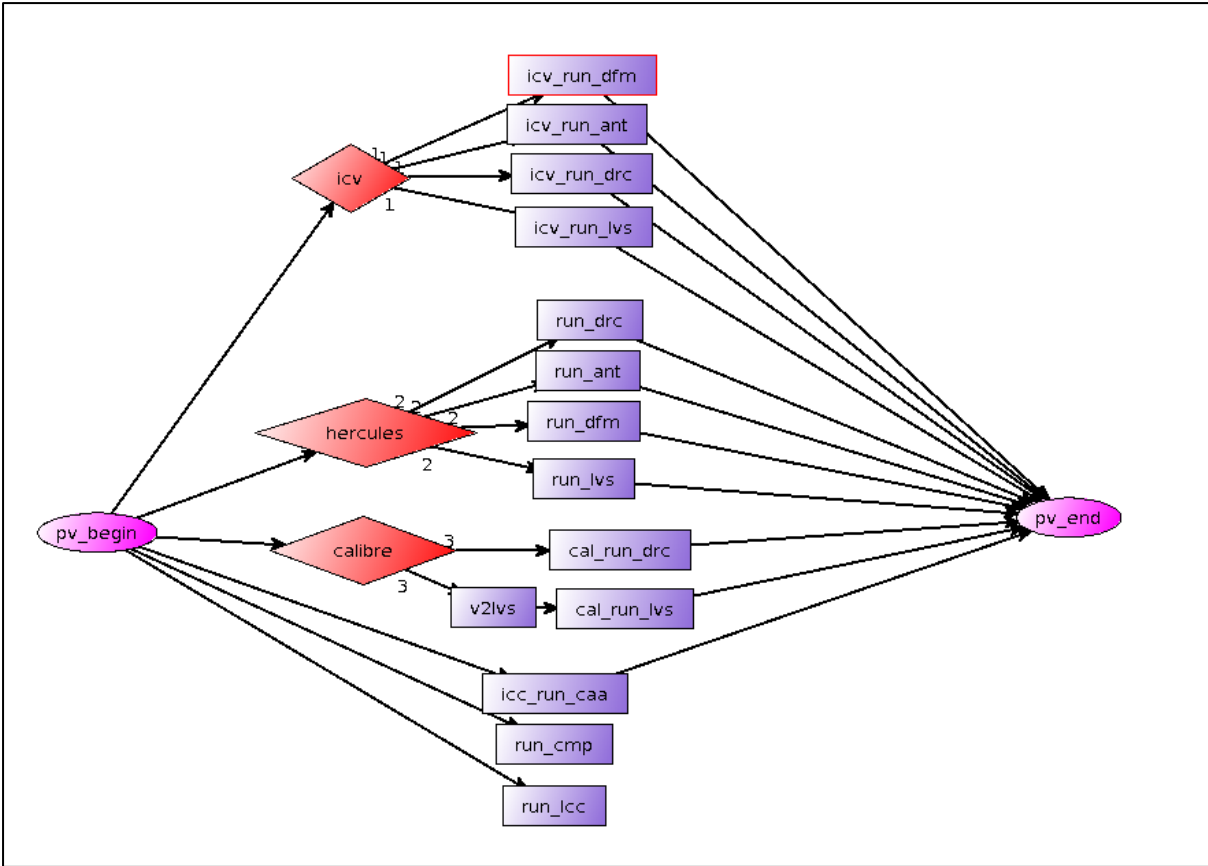 icv_run_dfm
icv_run_ant
1
1
1
icv
icv_run_drc
1
icv_run_lvs
run_drc
run_ant
2
2
2
hercules
run_dfm
2
run_lvs
pv_begin
pv_end
calibre
3
cal_run_drc
3
v2lvs
cal_run_lvs
icc_run_caa
run_cmp
run_lcc